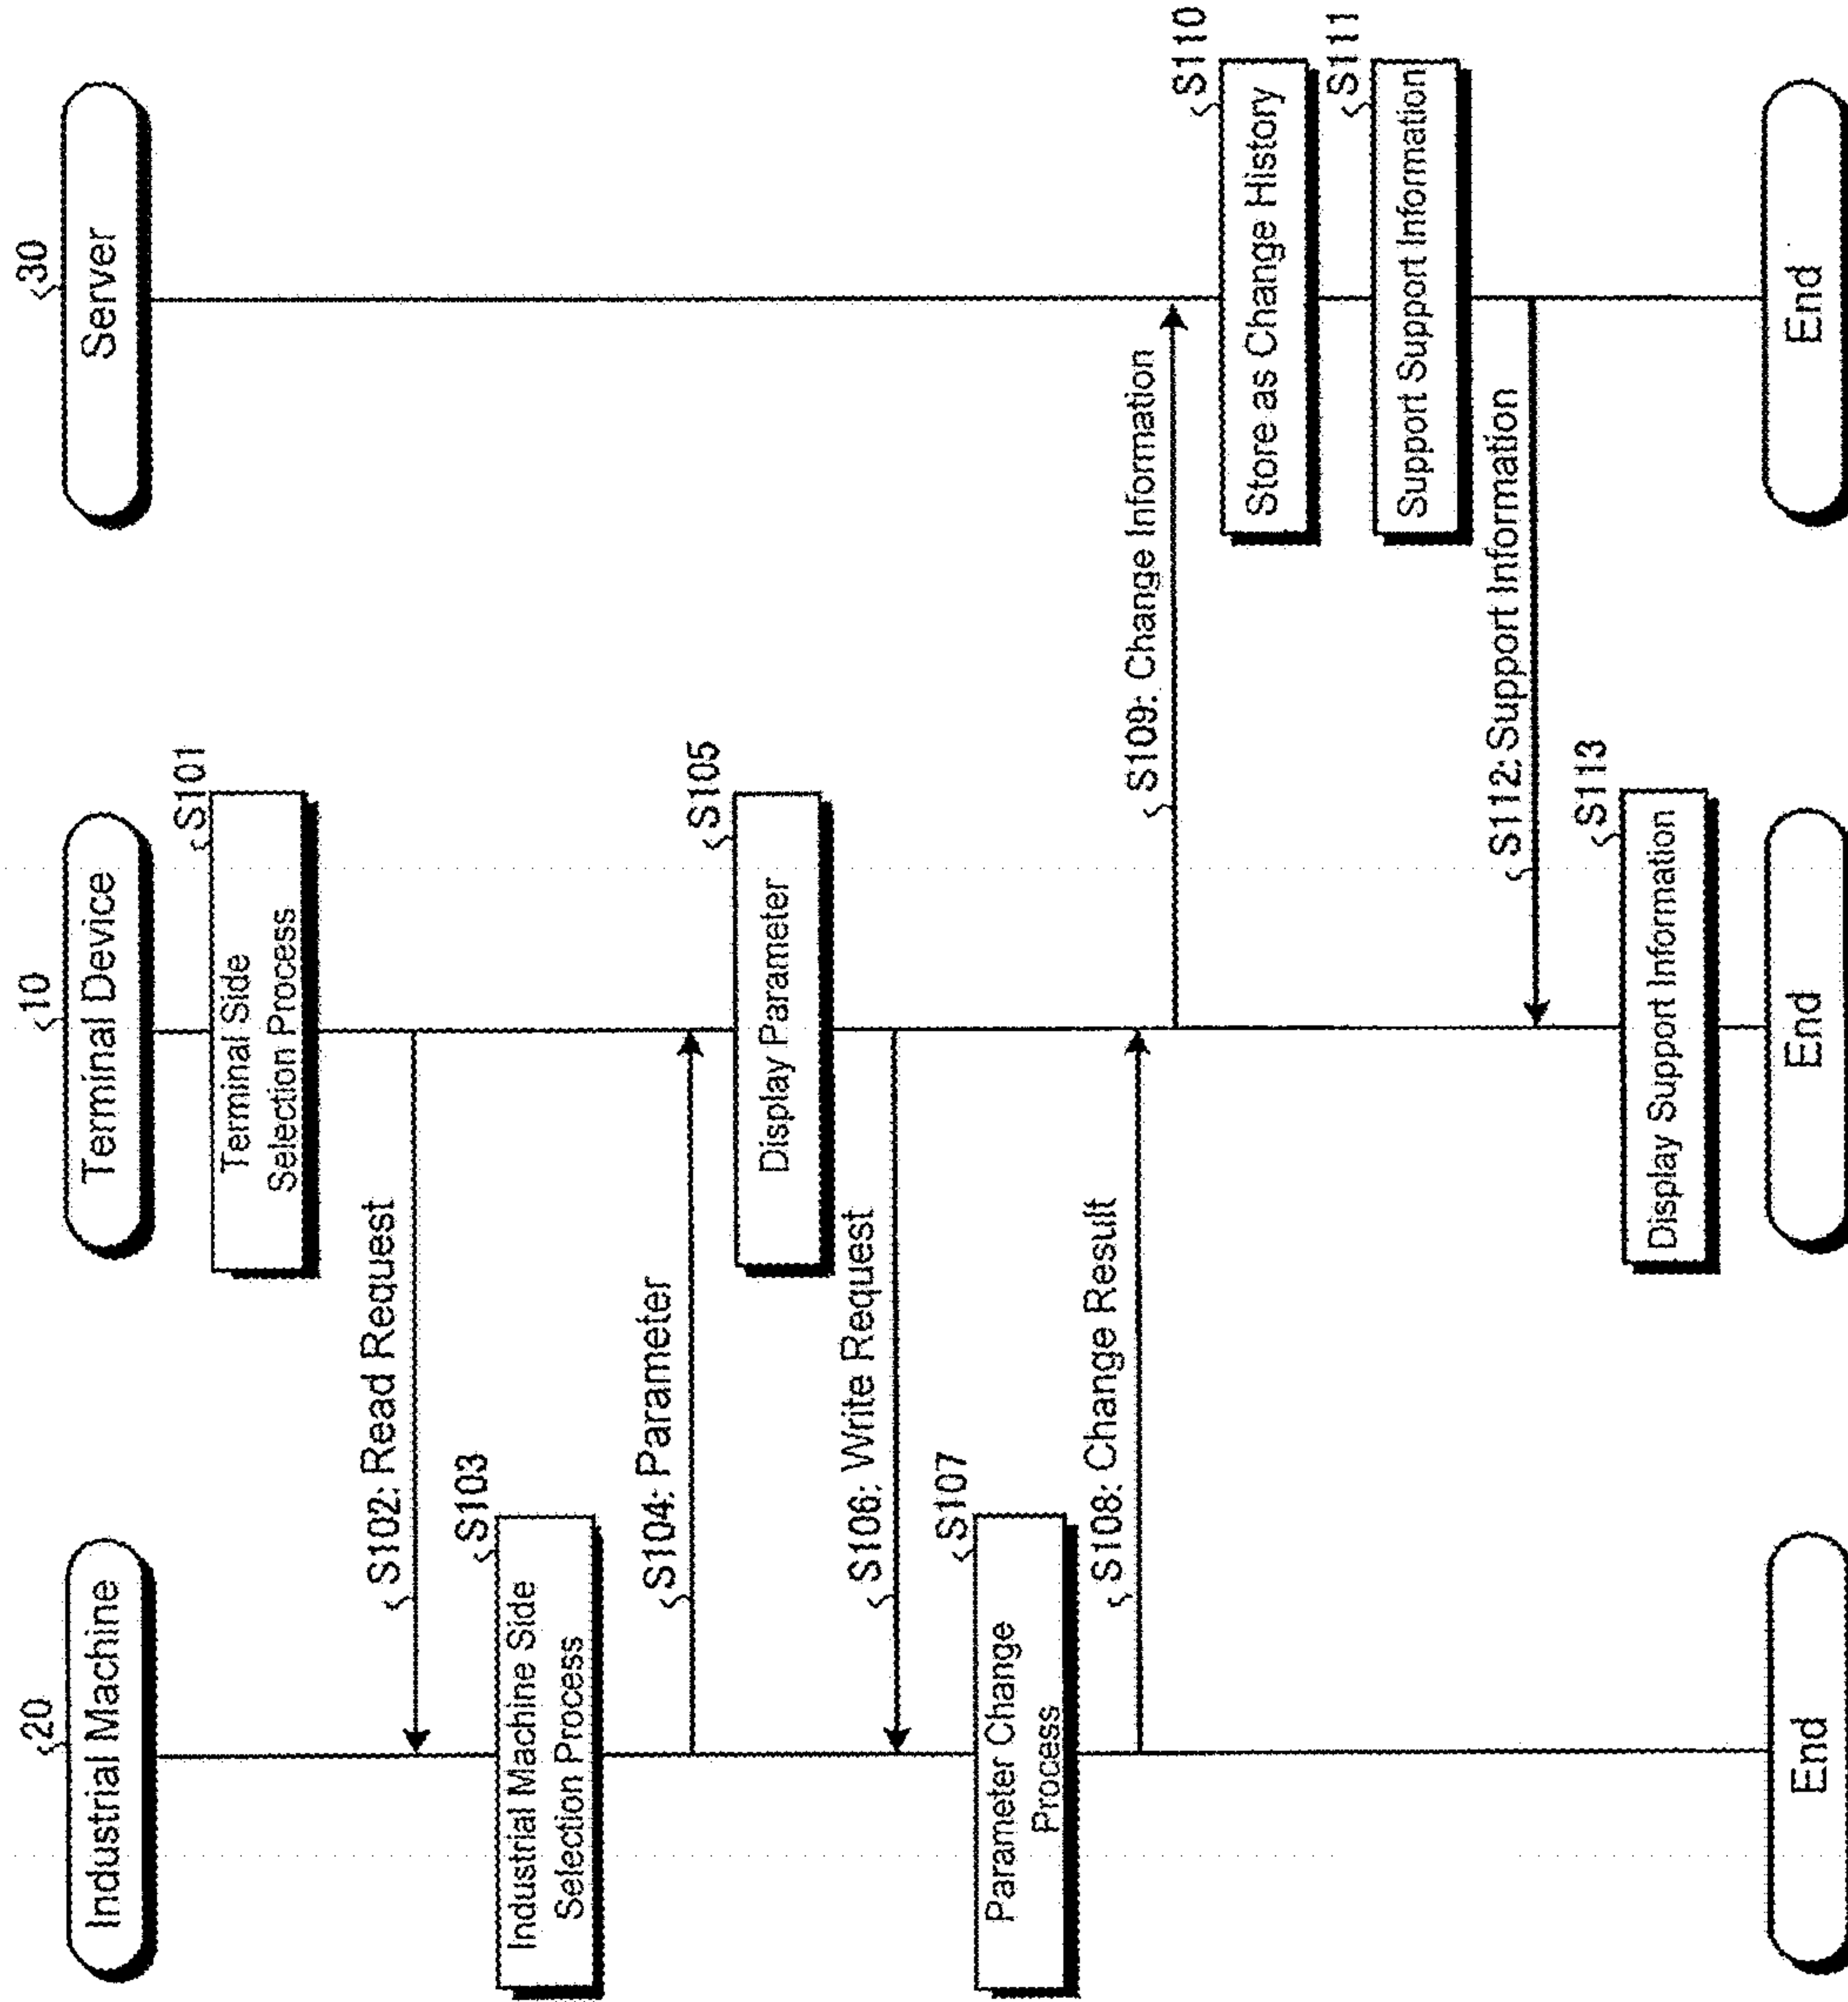 20
Industrial Machine
10
Terminal Device
30
Server
S101
Terminal Side
Selection Process
S102: Read Request
S103
Industrial Machine Side
Selection Process
S104: Parameter
S105
Display Parameter
S106: Write Request
S107
Parameter Change
Process
S108: Change Result
S109: Change Information
S110
Store as Change History
S111
Support Support Information
S112: Support Information
S113
Display Support Information
End
End
End